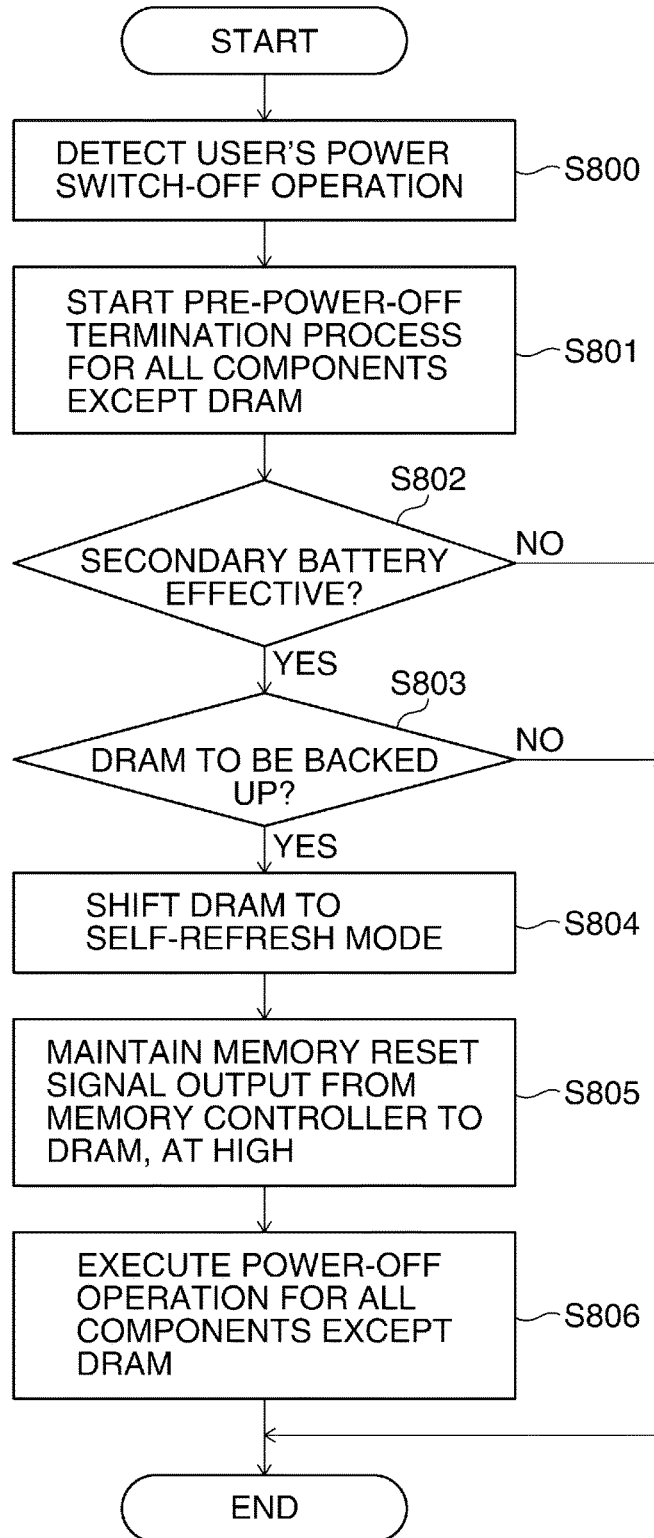 START
DETECT USER'S POWER
SWITCH-OFF OPERATION
S800
START PRE-POWER-OFF
TERMINATION PROCESS
FOR ALL COMPONENTS
EXCEPT DRAM
S801
S802
SECONDARY BATTERY
EFFECTIVE?
NO
YES
S803
DRAM TO BE BACKED
UP?
NO
YES
SHIFT DRAM TO
SELF-REFRESH MODE
S804
MAINTAIN MEMORY RESET
SIGNAL OUTPUT FROM
MEMORY CONTROLLER TO
DRAM, AT HIGH
S805
EXECUTE POWER-OFF
OPERATION FOR ALL
COMPONENTS EXCEPT
DRAM
S806
END